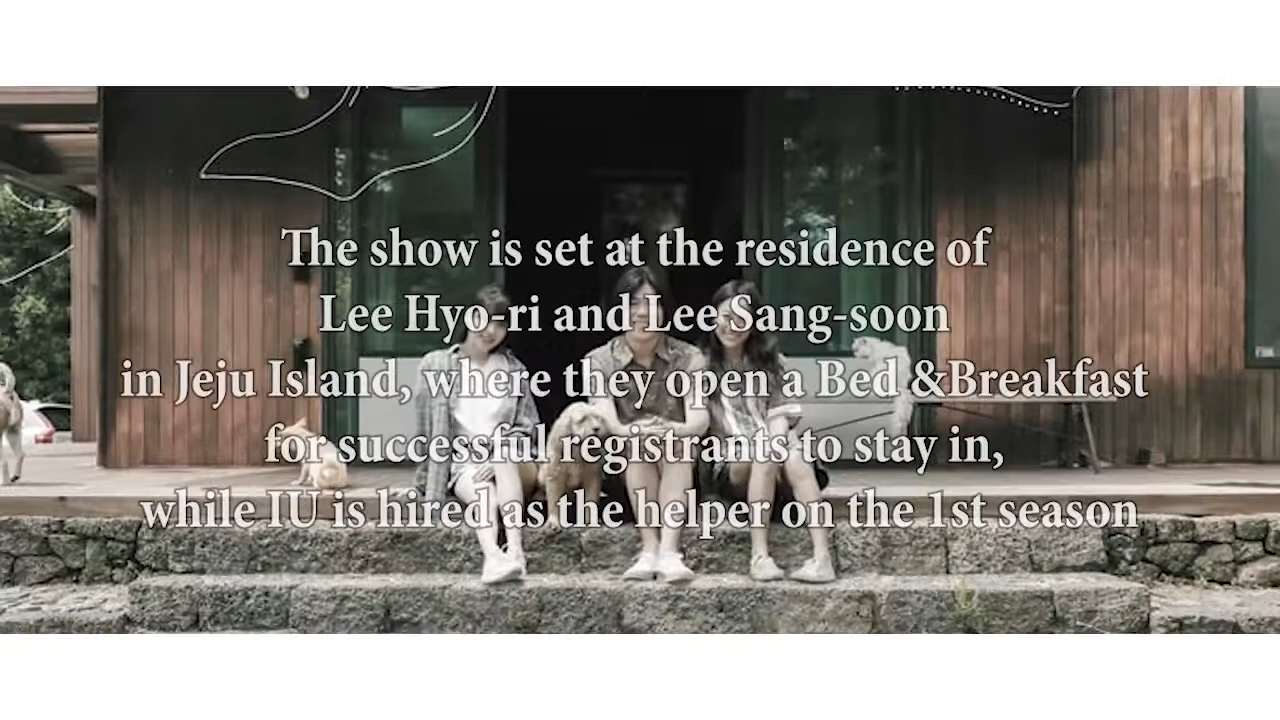 The show is set at the residence of
Lee Hyo-ri and Lee Sang-soon
in Jeju Island, where they open a Bed &Breakfast
for successful registrants to stay in,
while IU is hired as the helper on the 1st season